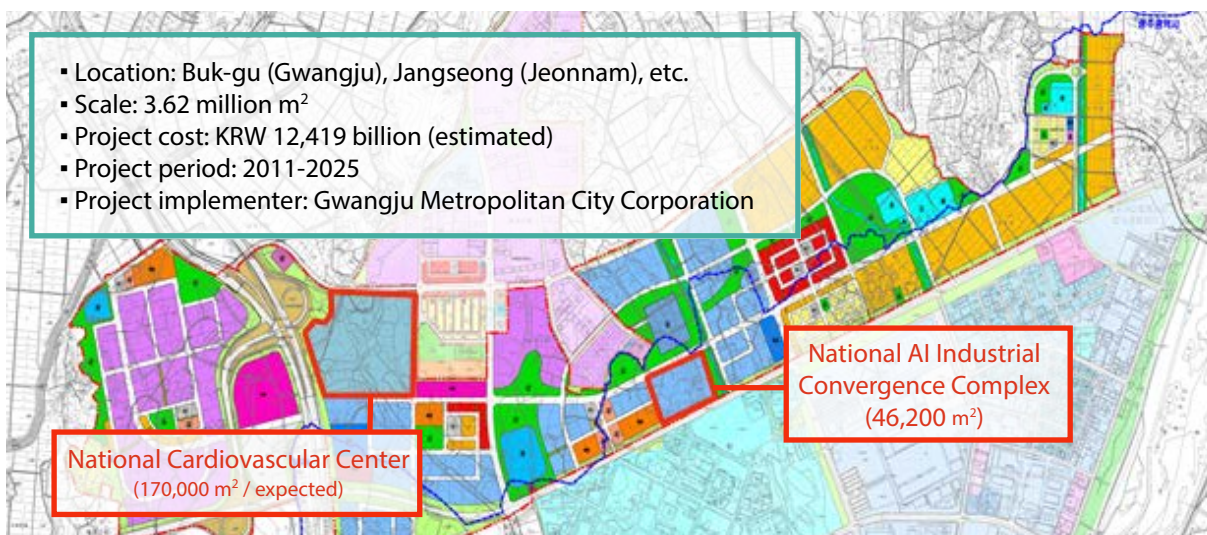 ▪ Location: Buk-gu (Gwangju), Jangseong (Jeonnam), etc.
▪ Scale: 3.62 million m²
▪ Project cost: KRW 12,419 billion (estimated)
▪ Project period: 2011-2025
▪ Project implementer: Gwangju Metropolitan City Corporation
National AI Industrial
Convergence Complex
(46,200 m²)
National Cardiovascular Center
(170,000 m² / expected)